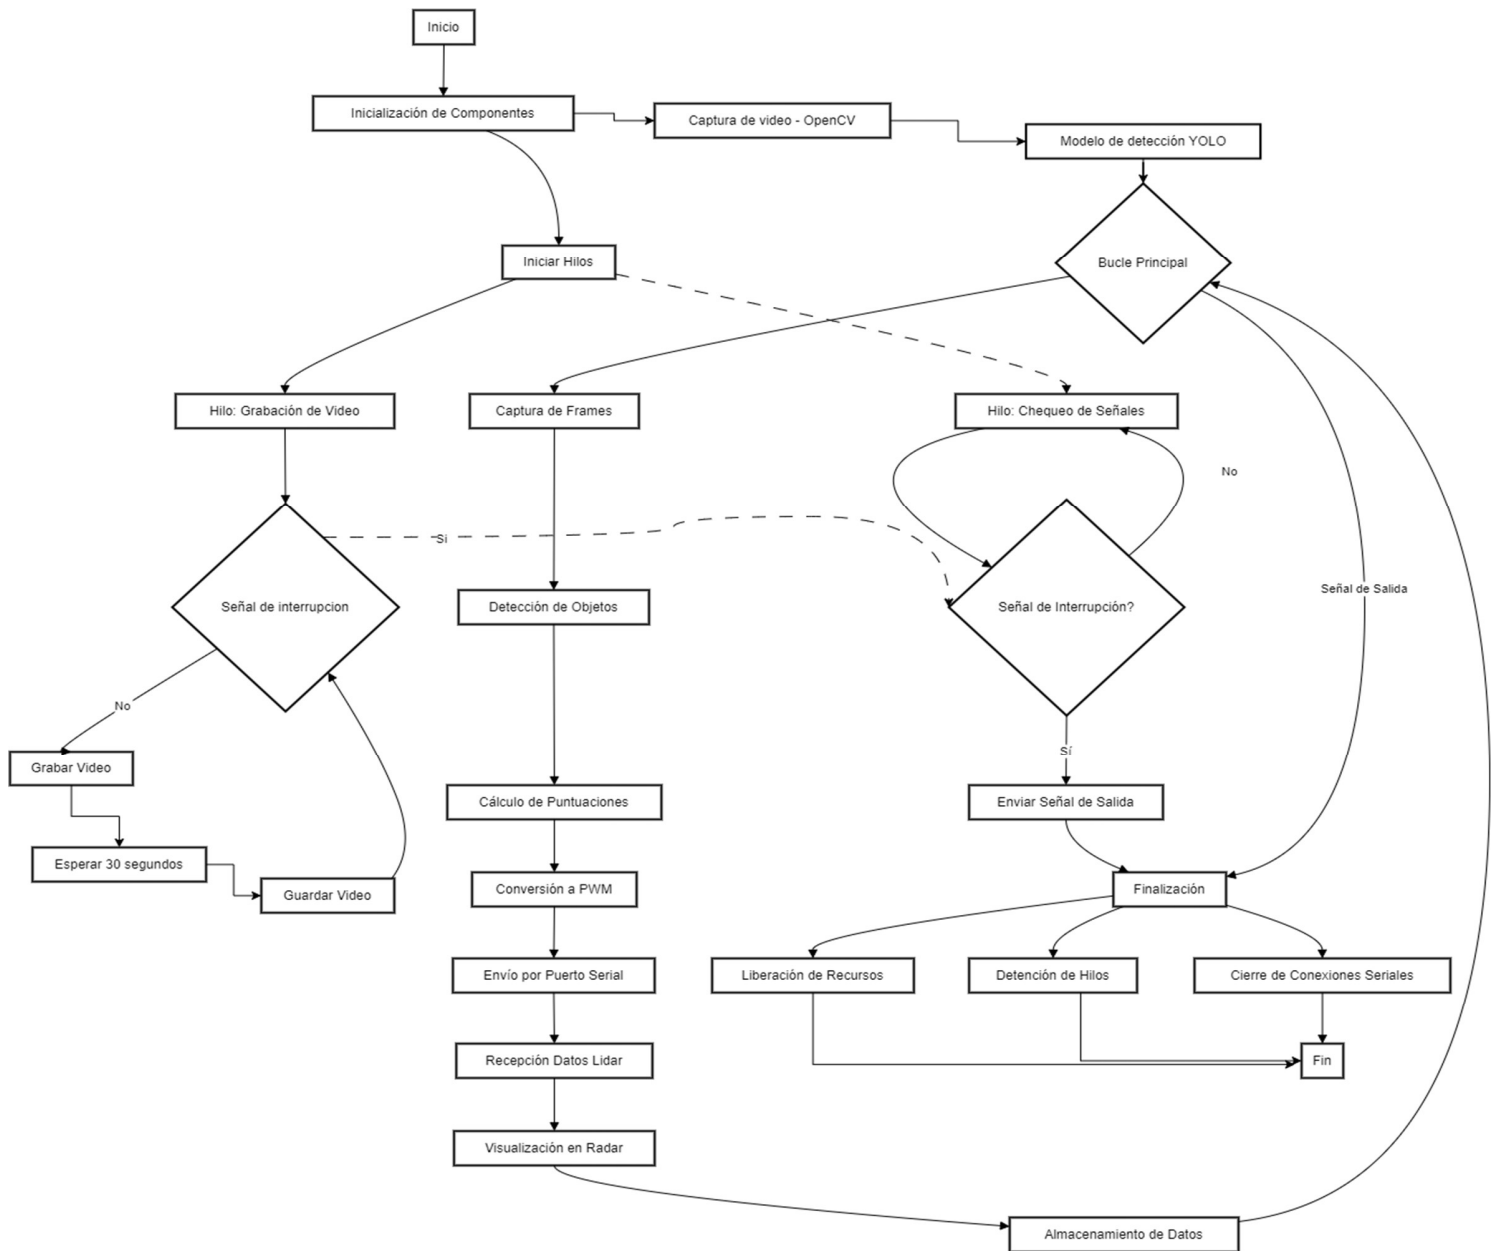 Inicio
Inicialización de Componentes
Captura de video - OpenCV
Modelo de detección YOLO
Bucle Principal
Iniciar Hilos
Hilo: Grabación de Video
Captura de Frames
Hilo: Chequeo de Señales
No
Si
Señal de Salida
Señal de interrupcion
Detección de Objetos
Señal de Interrupción?
No
Sí
Grabar Video
Cálculo de Puntuaciones
Enviar Señal de Salida
Esperar 30 segundos
Guardar Video
Conversión a PWM
Finalización
Envío por Puerto Serial
Liberación de Recursos
Detención de Hilos
Cierre de Conexiones Seriales
Recepción Datos Lidar
Fin
Visualización en Radar
Almacenamiento de Datos